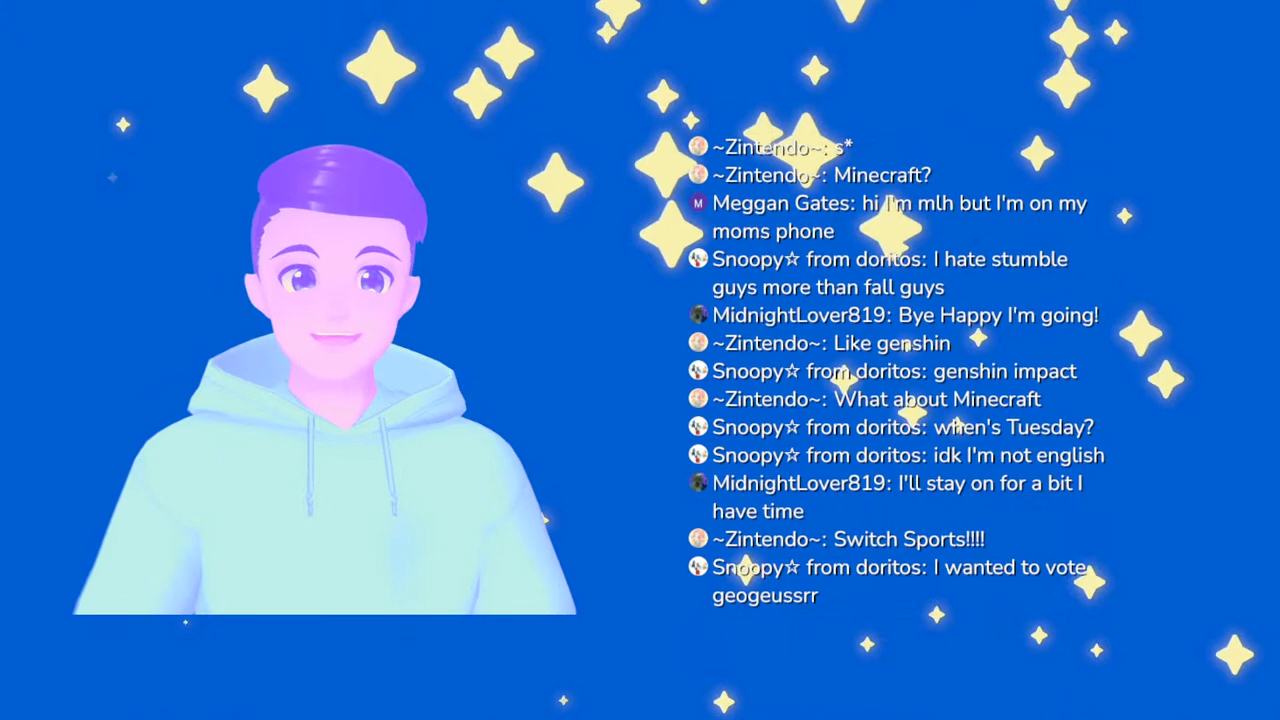 ~Zintendo~: s*
~Zintendo~: Minecraft?
M Meggan Gates: hi I'm mlh but I'm on my
moms phone
Snoopy☆ from doritos: I hate stumble
guys more than fall guys
MidnightLover819: Bye Happy I'm going!
~Zintendo~: Like genshin
Snoopy☆ from doritos: genshin impact
~Zintendo~: What about Minecraft
Snoopy☆ from doritos: when's Tuesday?
Snoopy☆ from doritos: idk I'm not english
MidnightLover819: I'll stay on for a bit I
have time
~Zintendo~: Switch Sports!!!!
Snoopy☆ from doritos: I wanted to vote
geogeussrr